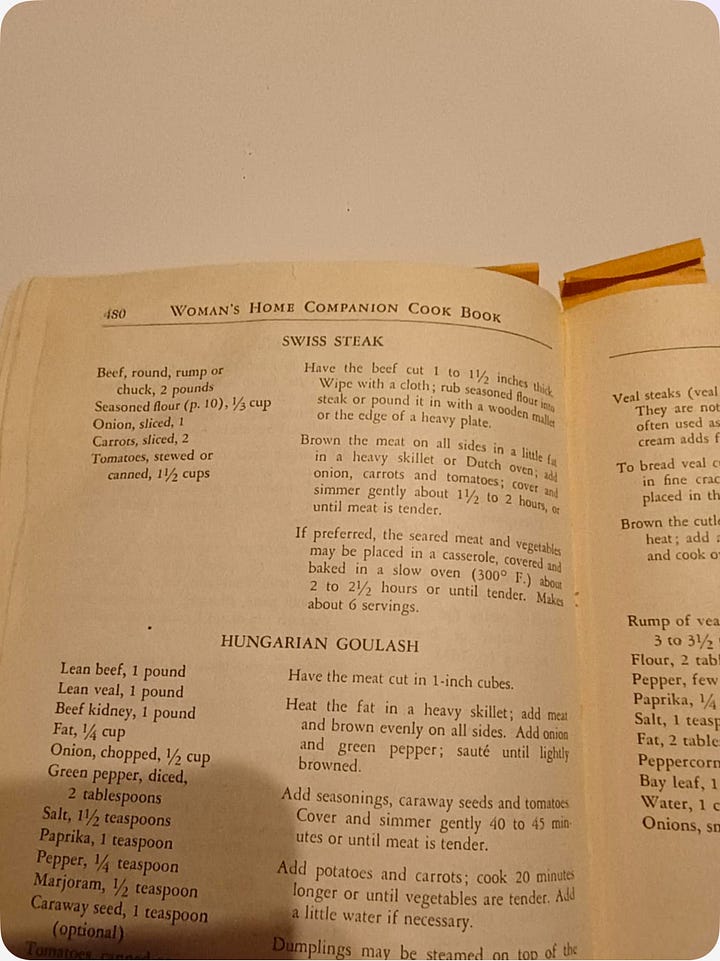 480 WOMAN'S HOME COMPANION COOK BOOK
SWISS STEAK
Beef, round, rump or
chuck, 2 pounds
Seasoned flour (p. 10), 1/3 cup
Onion, sliced, 1
Carrots, sliced, 2
Tomatoes, stewed or
canned, 1 1/2 cups
Have the beef cut 1 to 1 1/2 inches thick.
Wipe with a cloth; rub seasoned flour into
steak or pound it in with a wooden mallet
or the edge of a heavy plate.
Brown the meat on all sides in a little fat
in a heavy skillet or Dutch oven; add
onion, carrots and tomatoes; cover and
simmer gently about 1 1/2 to 2 hours, or
until meat is tender.
If preferred, the seared meat and vegetables
may be placed in a casserole, covered and
baked in a slow oven (300° F.) about
2 to 2 1/2 hours or until tender. Makes
about 6 servings.
HUNGARIAN GOULASH
Lean beef, 1 pound
Lean veal, 1 pound
Beef kidney, 1 pound
Fat, 1/4 cup
Onion, chopped, 1/2 cup
Green pepper, diced,
2 tablespoons
Salt, 1 1/2 teaspoons
Paprika, 1 teaspoon
Pepper, 1/4 teaspoon
Marjoram, 1/2 teaspoon
Caraway seed, 1 teaspoon
(optional)
Tomatoes, canned
Have the meat cut in 1-inch cubes.
Heat the fat in a heavy skillet; add meat
and brown evenly on all sides. Add onion
and green pepper; sauté until lightly
browned.
Add seasonings, caraway seeds and tomatoes
Cover and simmer gently 40 to 45 min-
utes or until meat is tender.
Add potatoes and carrots; cook 20 minutes
longer or until vegetables are tender. Add
a little water if necessary.
Dumplings may be steamed on top of the
Veal steaks (veal
They are not
often used as
cream adds f
To bread veal c
in fine crac
placed in th
Brown the cutle
heat; add
and cook o
Rump of vea
3 to 3 1/2
Flour, 2 tabl
Pepper, few
Paprika, 1/4
Salt, 1 teasp
Fat, 2 table
Peppercorn
Bay leaf, 1
Water, 1 c
Onions, sm